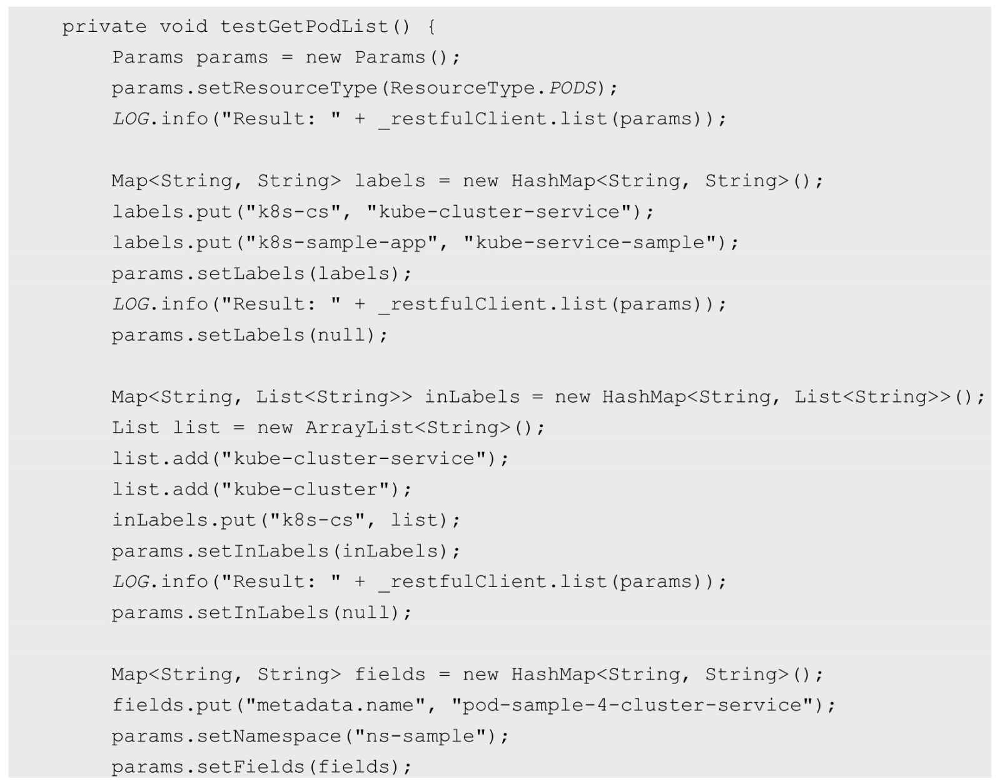 private void testGetPodList() {
Params params = new Params();
params.setResourceType(ResourceType.PODS);
LOG.info("Result: " + _restfulClient.list(params));
Map<String, String> labels = new HashMap<String, String>();
labels.put("k8s-cs", "kube-cluster-service");
labels.put("k8s-sample-app", "kube-service-sample");
params.setLabels(labels);
LOG.info("Result: " + _restfulClient.list(params));
params.setLabels(null);
Map<String, List<String>> inLabels = new HashMap<String, List<String>>();
List list = new ArrayList<String>();
list.add("kube-cluster-service");
list.add("kube-cluster");
inLabels.put("k8s-cs", list);
params.setInLabels(inLabels);
LOG.info("Result: " + _restfulClient.list(params));
params.setInLabels(null);
Map<String, String> fields = new HashMap<String, String>();
fields.put("metadata.name", "pod-sample-4-cluster-service");
params.setNamespace("ns-sample");
params.setFields(fields);